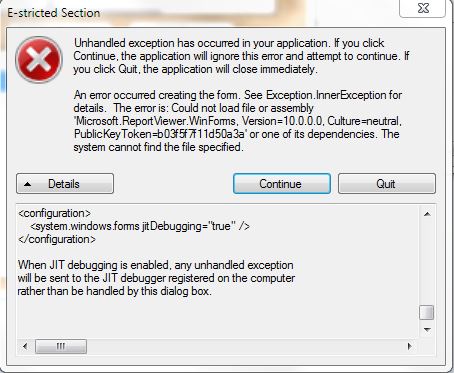 E-stricted Section
Unhandled exception has occurred in your application. If you click
Continue, the application will ignore this error and attempt to continue. If
you click Quit, the application will close immediately.
An error occurred creating the form. See Exception.InnerException for
details.  The error is: Could not load file or assembly
'Microsoft.ReportViewer.WinForms, Version=10.0.0.0, Culture=neutral,
PublicKeyToken=b03f5f7f11d50a3a' or one of its dependencies. The
system cannot find the file specified.
Details
Continue
Quit
<configuration>
<system.windows.forms jitDebugging="true" />
</configuration>
When JIT debugging is enabled, any unhandled exception
will be sent to the JIT debugger registered on the computer
rather than be handled by this dialog box.